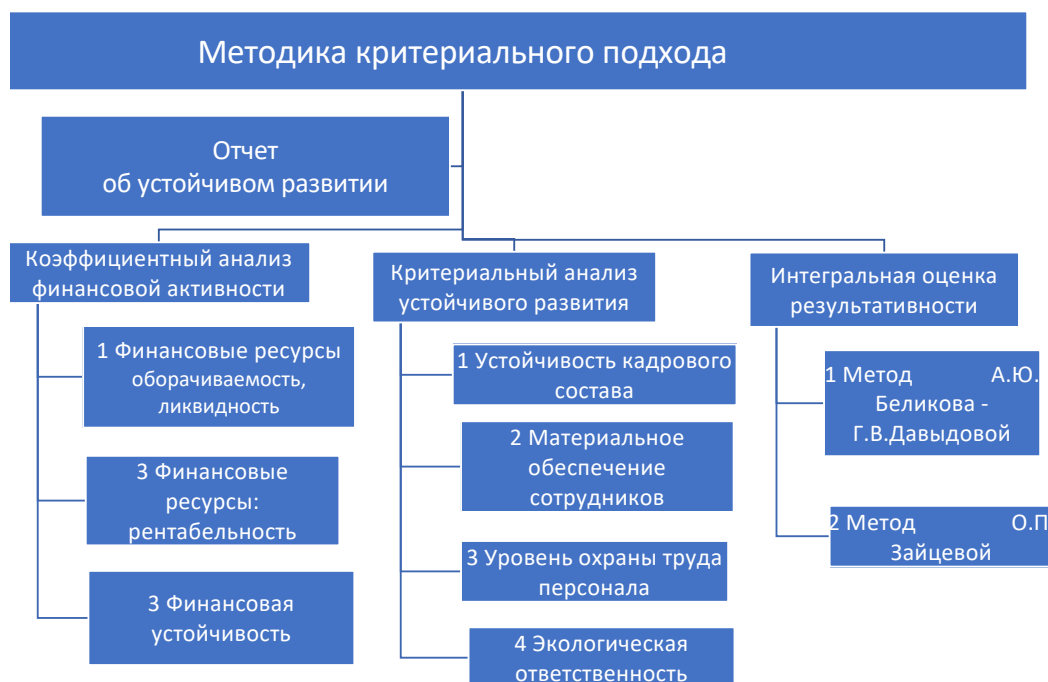 Методика критериального подхода
Отчет
об устойчивом развитии
Коэффициентный анализ
финансовой активности
1 Финансовые ресурсы
оборачиваемость,
ликвидность
3 Финансовые
ресурсы:
рентабельность
3 Финансовая
устойчивость
Критериальный анализ
устойчивого развития
1 Устойчивость кадрового
состава
2 Материальное
обеспечение
сотрудников
3 Уровень охраны труда
персонала
4 Экологическая
ответственность
Интегральная оценка
результативности
1 Метод А.Ю.
Беликова -
Г.В.Давыдовой
2 Метод О.П
Зайцевой